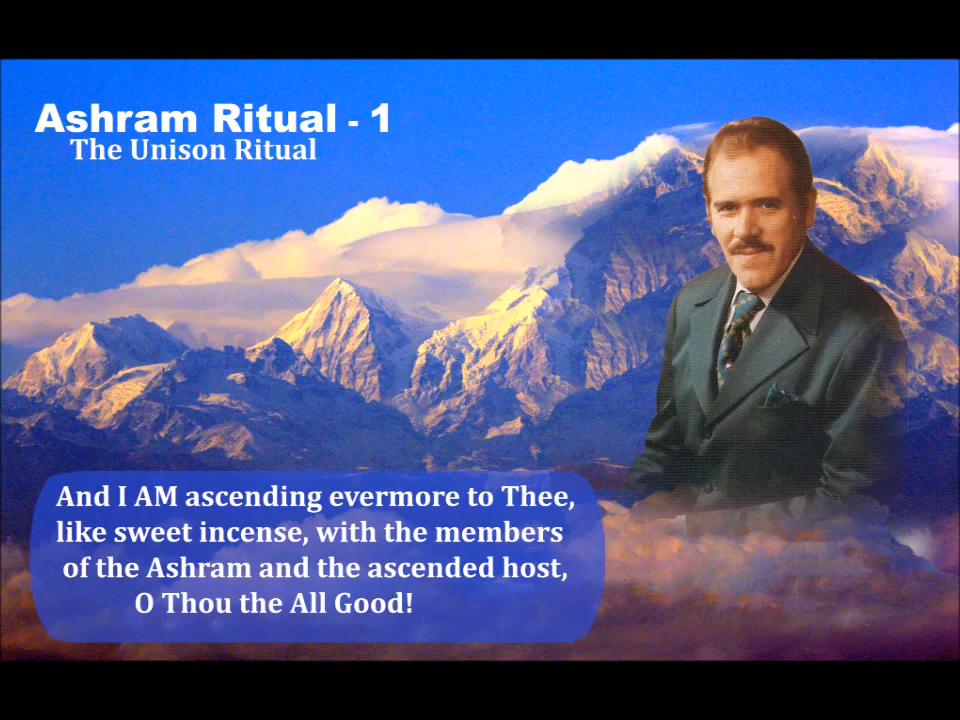 Ashram Ritual - 1
The Unison Ritual
And I AM ascending evermore to Thee,
like sweet incense, with the members
of the Ashram and the ascended host,
O Thou the All Good!